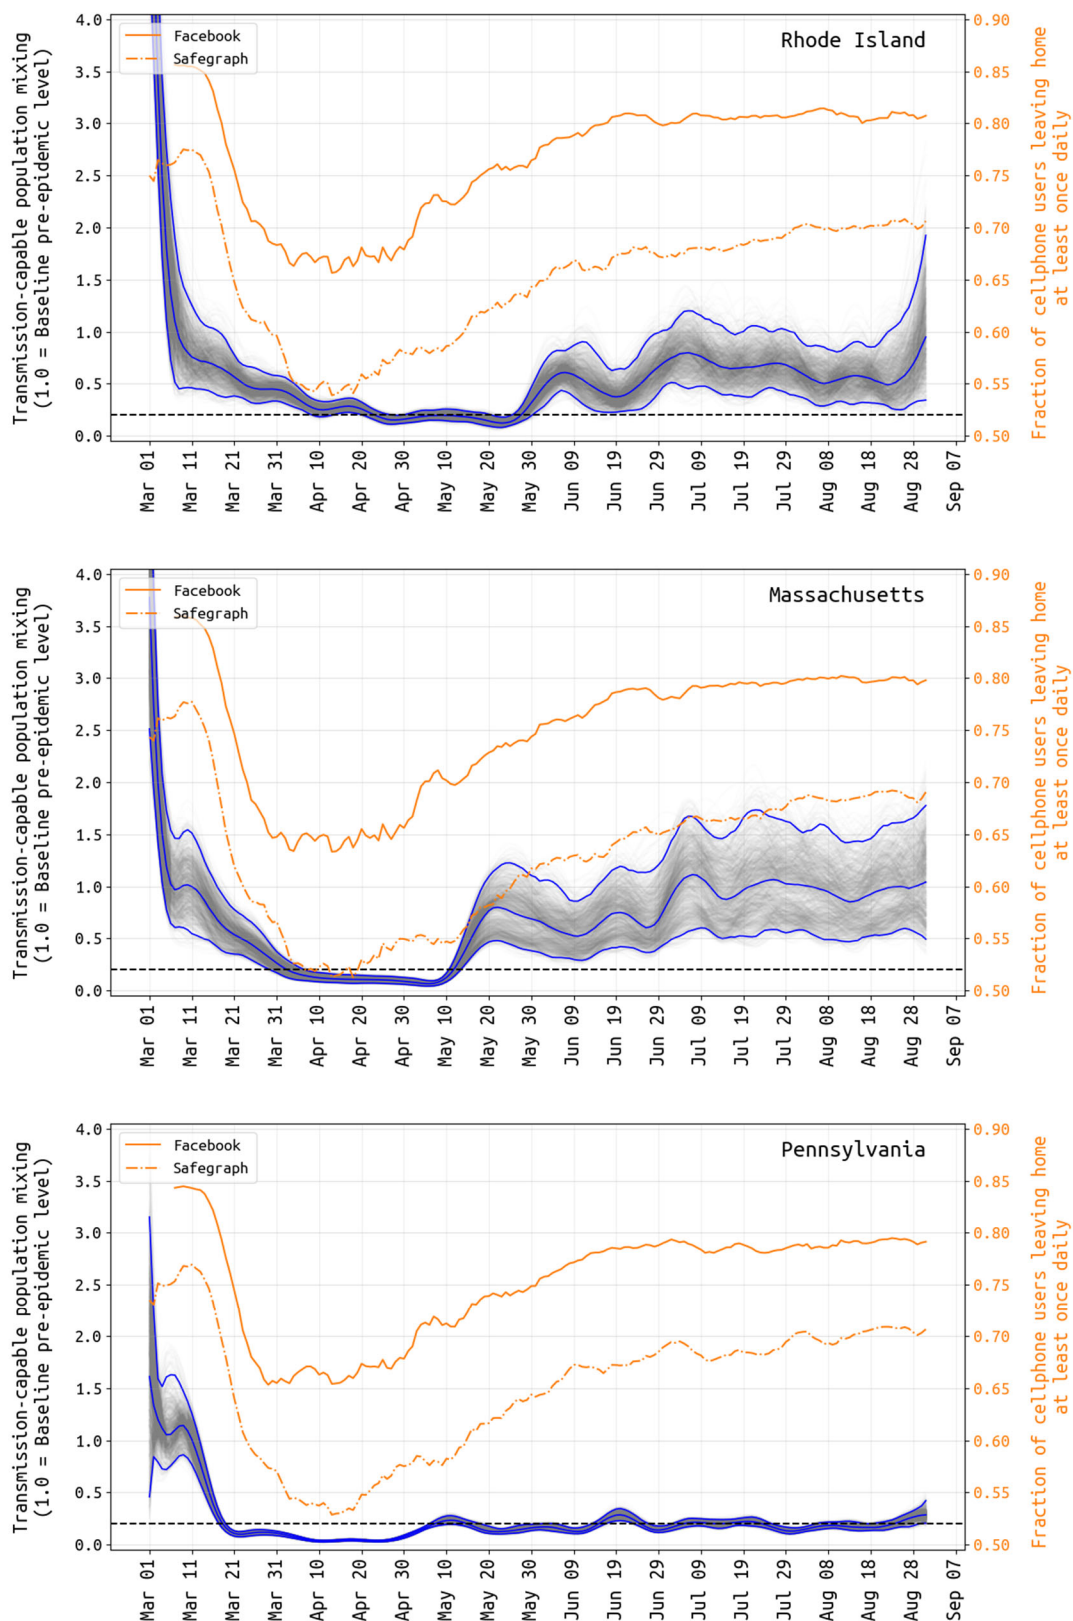 Transmission-capable population mixing
(1.0 = Baseline pre-epidemic level)
4.0
3.5
3.0
2.5
2.0
1.5
1.0
0.5
0.0
Facebook
Safegraph
Rhode Island
0.90
0.85
0.80
0.75
0.70
0.65
0.60
0.55
0.50
Fraction of cellphone users leaving home
at least once daily
Mar 01
Mar 11
Mar 21
Mar 31
Apr 10
Apr 20
Apr 30
May 10
May 20
May 30
Jun 09
Jun 19
Jun 29
Jul 09
Jul 19
Jul 29
Aug 08
Aug 18
Aug 28
Sep 07
Transmission-capable population mixing
(1.0 = Baseline pre-epidemic level)
4.0
3.5
3.0
2.5
2.0
1.5
1.0
0.5
0.0
Facebook
Safegraph
Massachusetts
0.90
0.85
0.80
0.75
0.70
0.65
0.60
0.55
0.50
Fraction of cellphone users leaving home
at least once daily
Mar 01
Mar 11
Mar 21
Mar 31
Apr 10
Apr 20
Apr 30
May 10
May 20
May 30
Jun 09
Jun 19
Jun 29
Jul 09
Jul 19
Jul 29
Aug 08
Aug 18
Aug 28
Sep 07
Transmission-capable population mixing
(1.0 = Baseline pre-epidemic level)
4.0
3.5
3.0
2.5
2.0
1.5
1.0
0.5
0.0
Facebook
Safegraph
Pennsylvania
0.90
0.85
0.80
0.75
0.70
0.65
0.60
0.55
0.50
Fraction of cellphone users leaving home
at least once daily
Mar 01
Mar 11
Mar 21
Mar 31
Apr 10
Apr 20
Apr 30
May 10
May 20
May 30
Jun 09
Jun 19
Jun 29
Jul 09
Jul 19
Jul 29
Aug 08
Aug 18
Aug 28
Sep 07